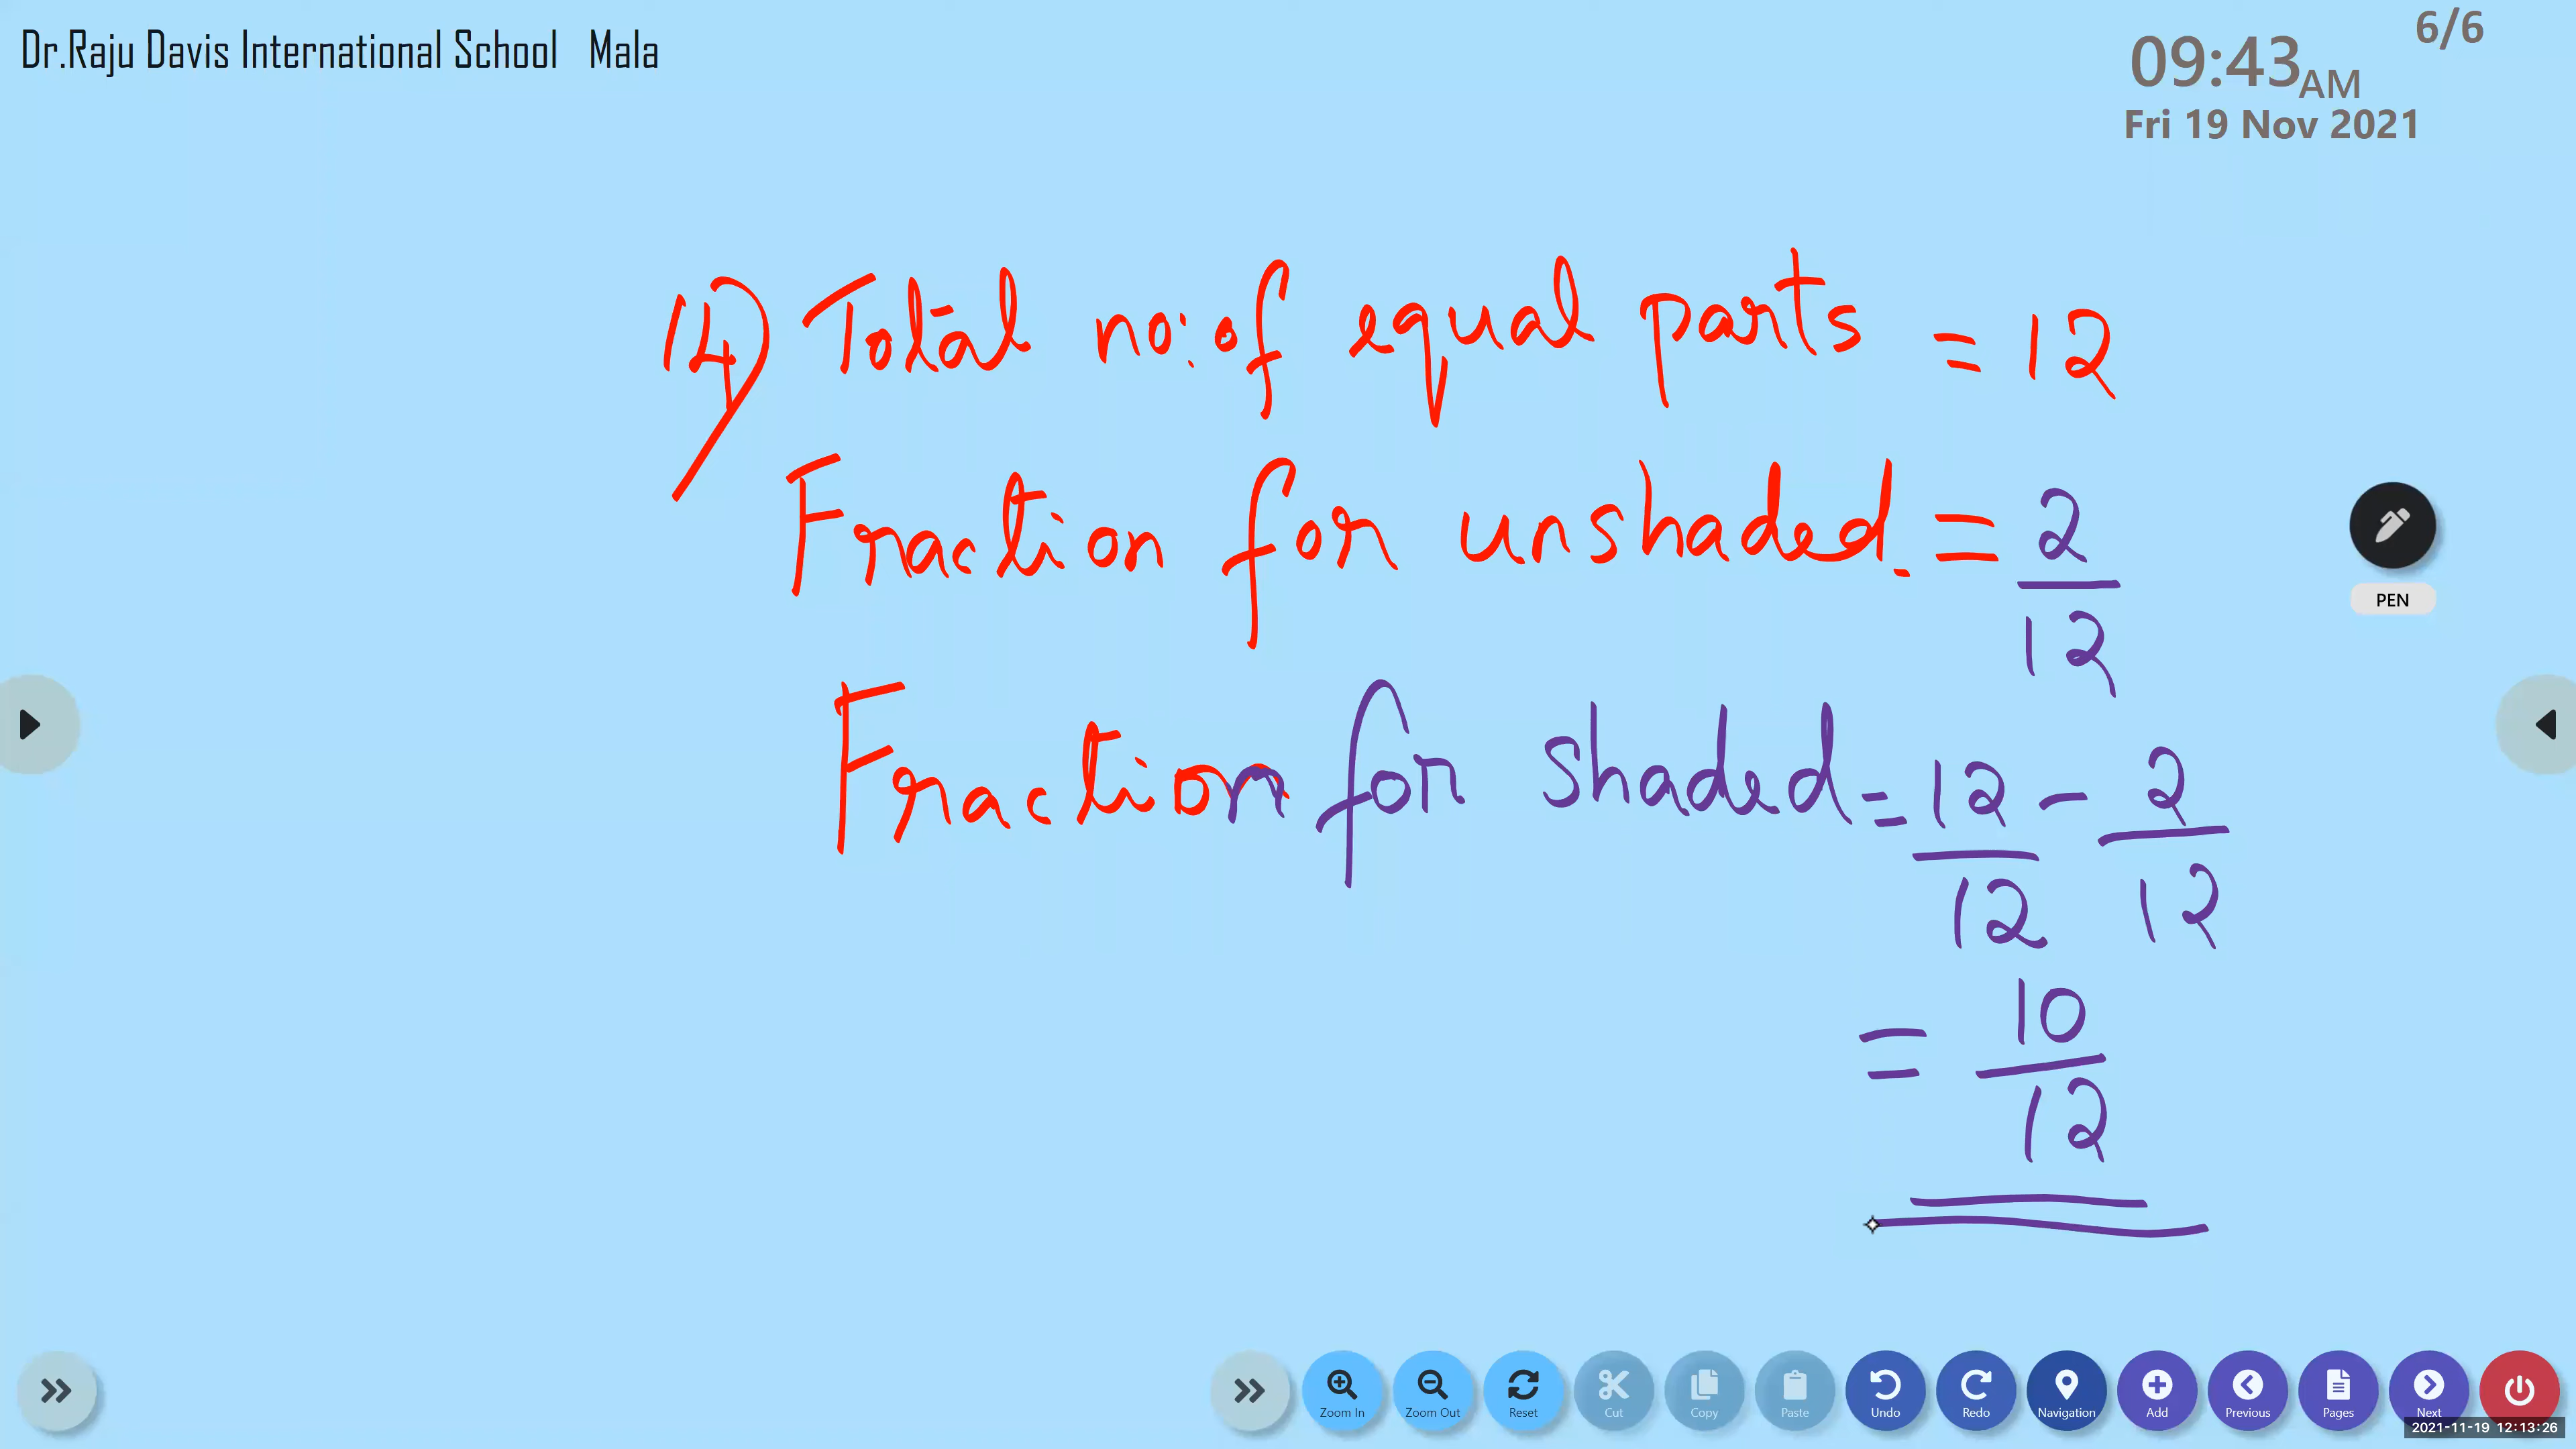 Dr.Raju Davis International School Mala
6/6
09:43 AM
Fri 19 Nov 2021
14) Total no: of equal parts = 12
Fraction for unshaded. = 2/12
Fraction for shaded = 12/12 - 2/12
= 10/12
PEN
Zoom In Zoom Out Reset Cut Copy Paste Undo Redo Navigation Add Previous Pages Next
2021-11-19 12:13:26